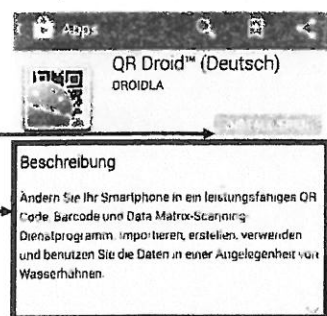 Apps
QR Droid™ (Deutsch)
DROIDLA
Beschreibung
Ändern Sie Ihr Smartphone in ein leistungsfähiges QR
Code, Barcode und Data Matrix-Scanning-
Dienstprogramm. Importieren, erstellen, verwenden
und benutzen Sie die Daten in einer Angelegenheit von
Wasserhähnen.